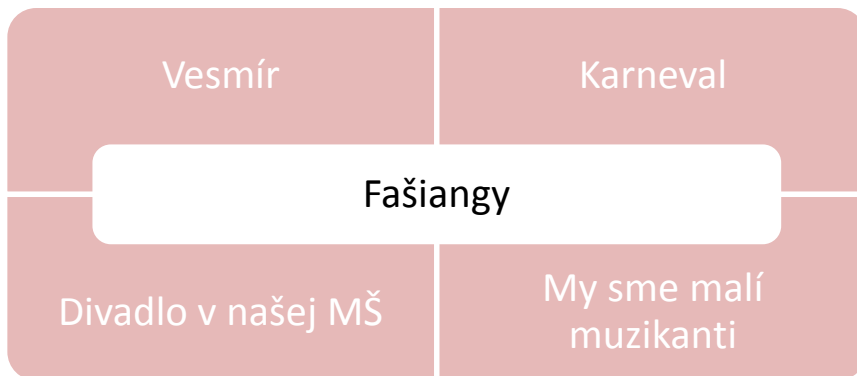 Vesmír
Karneval
Fašiangy
Divadlo v našej MŠ
My sme malí
muzikanti